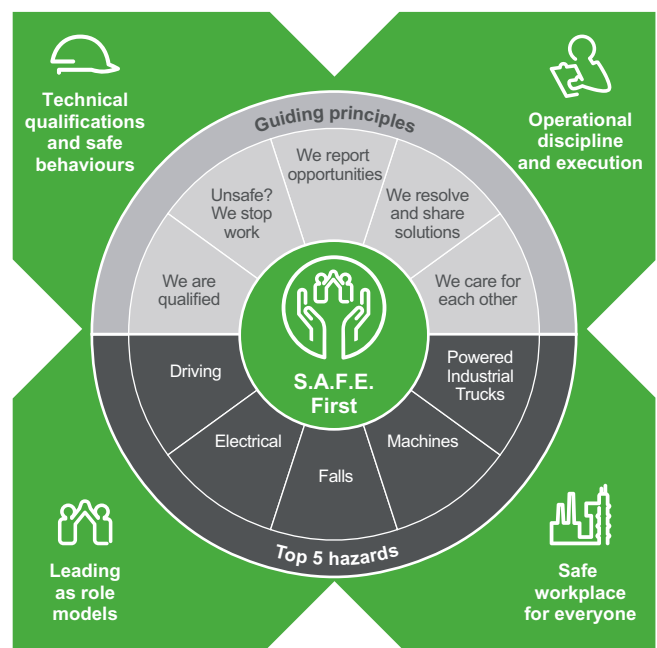 Technical
qualifications
and safe
behaviours
Operational
discipline
and execution
Guiding principles
We are
qualified
Unsafe?
We stop
work
We report
opportunities
We resolve
and share
solutions
We care for
each other
S.A.F.E.
First
Driving
Electrical
Falls
Machines
Powered
Industrial
Trucks
Top 5 hazards
Leading
as role
models
Safe
workplace
for everyone